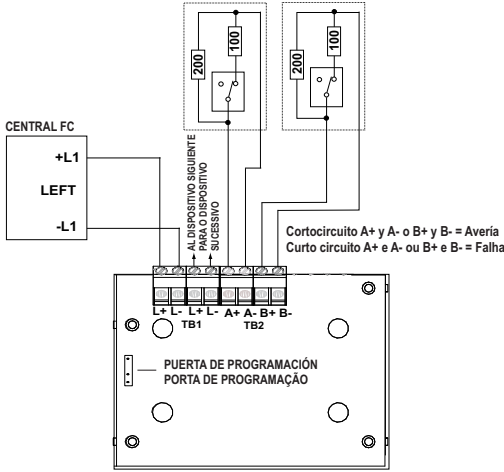 200
100
200
100
CENTRAL FC
+L1
LEFT
-L1
AL DISPOSITIVO SIGUIENTE
PARA O DISPOSITIVO
SUCESSIVO
Cortocircuito A+ y A- o B+ y B- = Avería
Curto circuito A+ e A- ou B+ e B- = Falha
L+ L- L+ L- A+ A- B+ B-
TB1 TB2
PUERTA DE PROGRAMACIÓN
PORTA DE PROGRAMAÇÃO